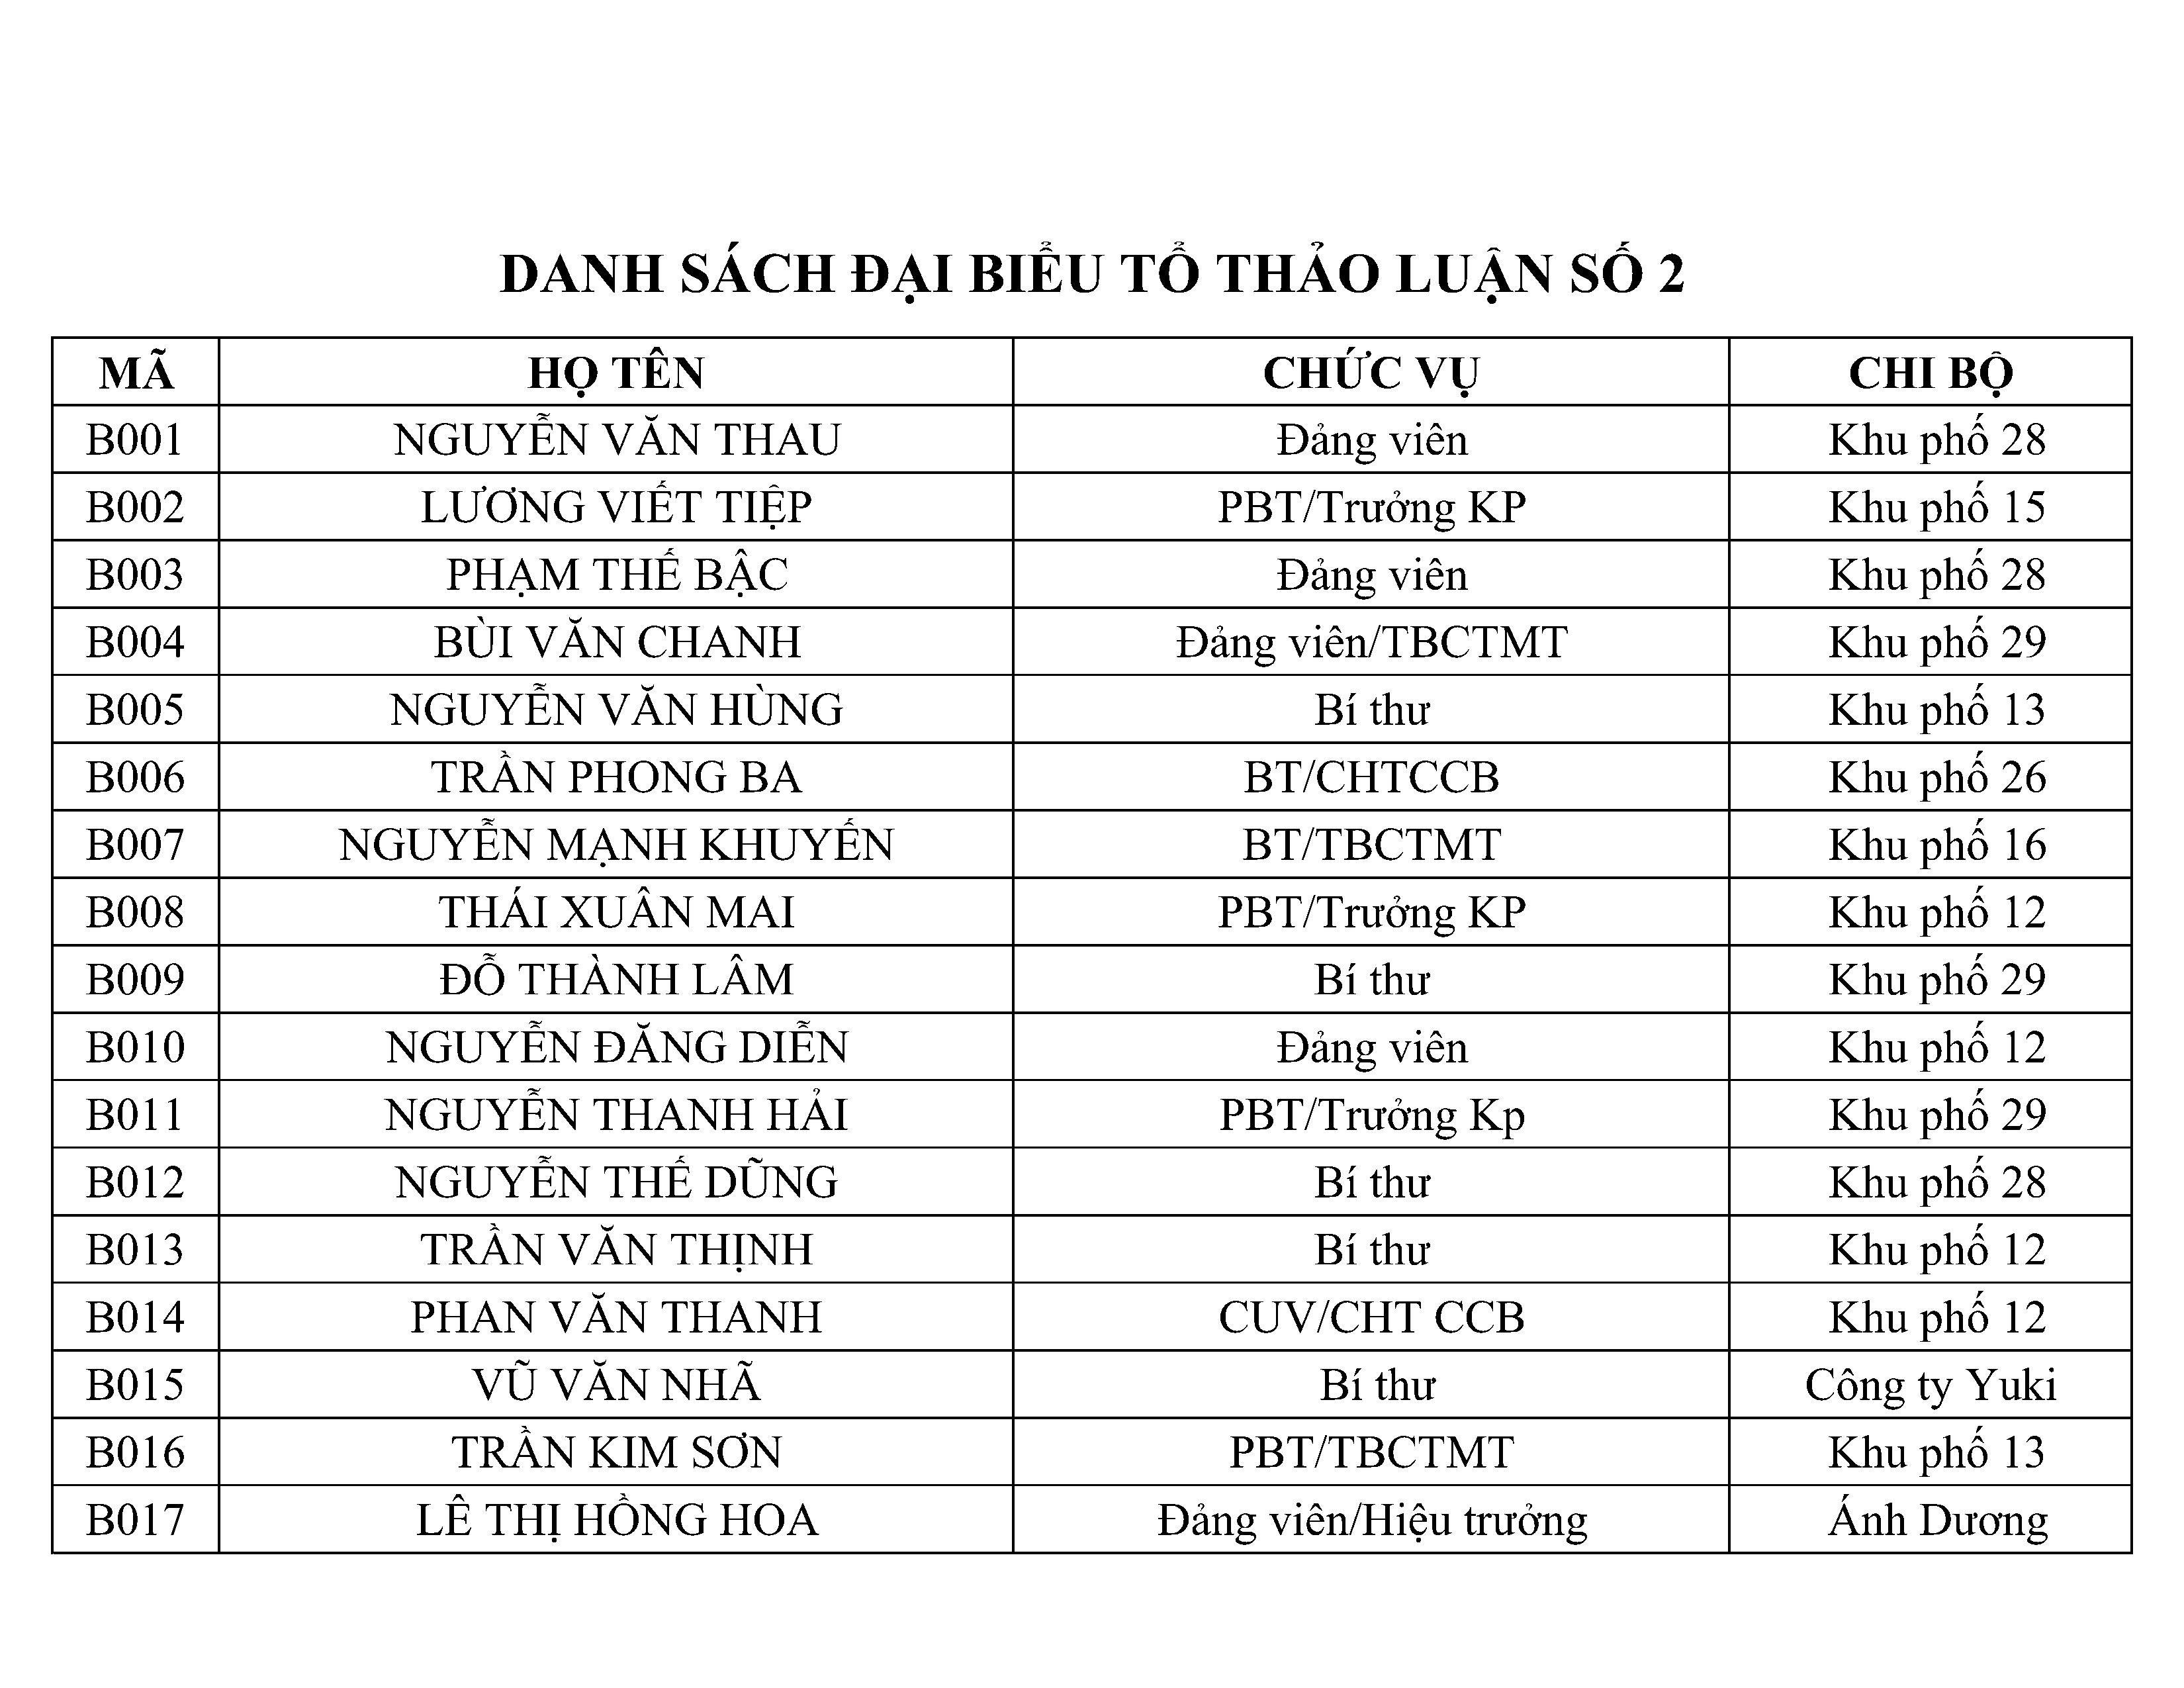 DANH SÁCH ĐẠI BIỂU TỔ THẢO LUẬN SỐ 2
MÃ HỌ TÊN CHỨC VỤ CHI BỘ
B001 NGUYỄN VĂN THAU Đảng viên Khu phố 28
B002 LƯƠNG VIẾT TIỆP PBT/Trưởng KP Khu phố 15
B003 PHẠM THẾ BẬC Đảng viên Khu phố 28
B004 BÙI VĂN CHANH Đảng viên/TBCTMT Khu phố 29
B005 NGUYỄN VĂN HÙNG Bí thư Khu phố 13
B006 TRẦN PHONG BA BT/CHTCCB Khu phố 26
B007 NGUYỄN MẠNH KHUYẾN BT/TBCTMT Khu phố 16
B008 THÁI XUÂN MAI PBT/Trưởng KP Khu phố 12
B009 ĐỖ THÀNH LÂM Bí thư Khu phố 29
B010 NGUYỄN ĐĂNG DIỄN Đảng viên Khu phố 12
B011 NGUYỄN THANH HẢI PBT/Trưởng Kp Khu phố 29
B012 NGUYỄN THẾ DŨNG Bí thư Khu phố 28
B013 TRẦN VĂN THỊNH Bí thư Khu phố 12
B014 PHAN VĂN THANH CUV/CHT CCB Khu phố 12
B015 VŨ VĂN NHÃ Bí thư Công ty Yuki
B016 TRẦN KIM SƠN PBT/TBCTMT Khu phố 13
B017 LÊ THỊ HỒNG HOA Đảng viên/Hiệu trưởng Ánh Dương